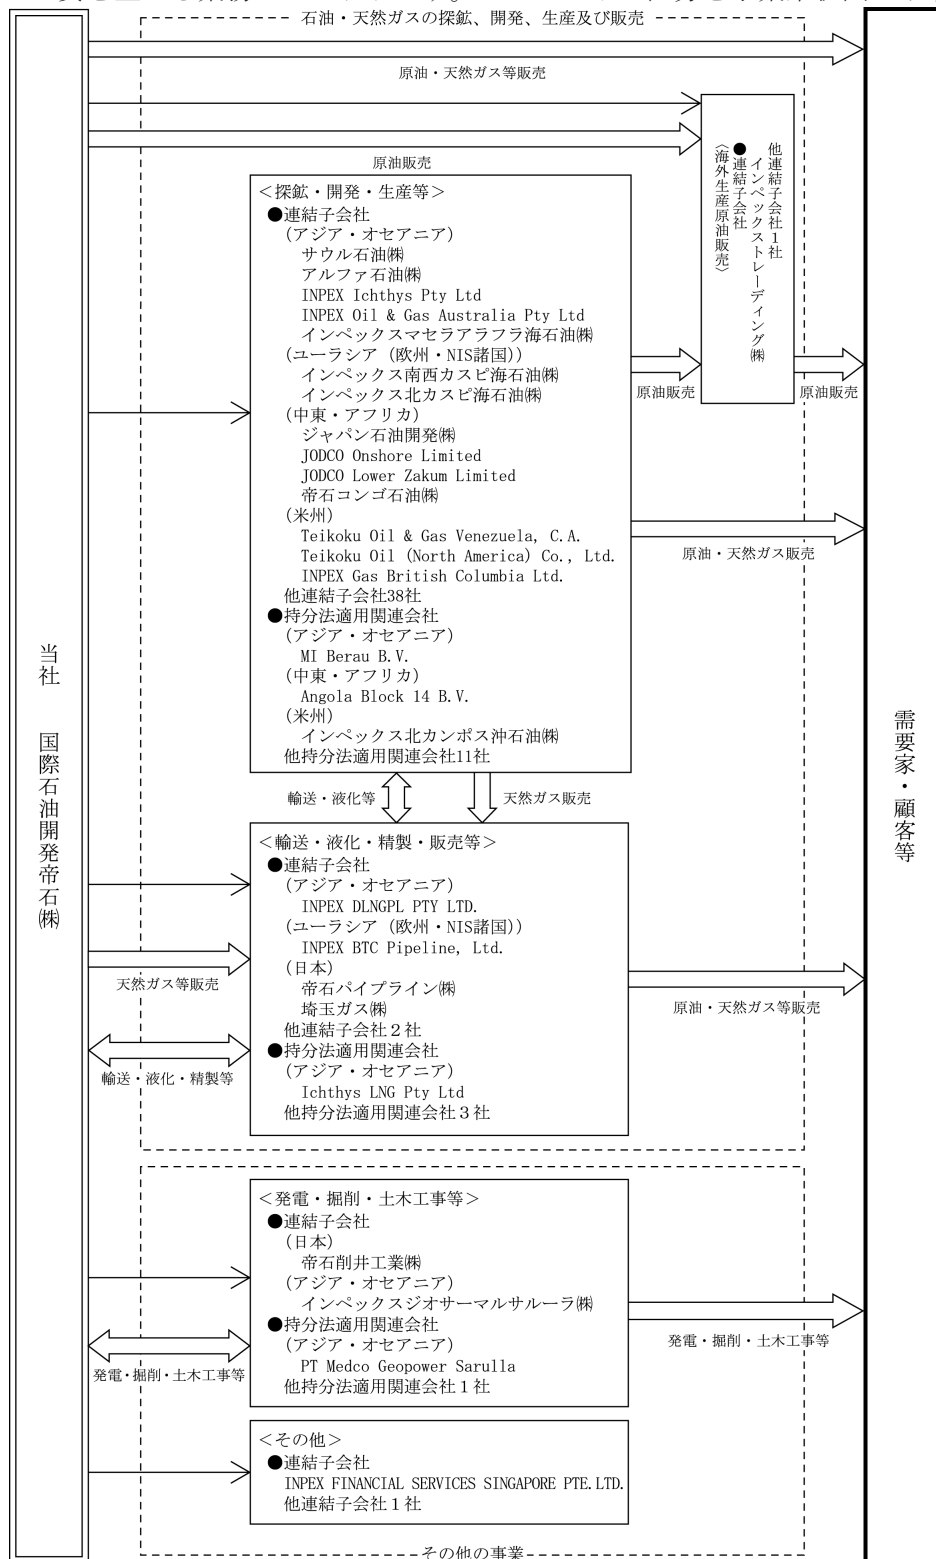 石油・天然ガスの探鉱、開発、生産及び販売
原油・天然ガス等販売
原油販売
当社 国際石油開発帝石㈱
＜探鉱・開発・生産等＞
●連結子会社
（アジア・オセアニア）
サウル石油㈱
アルファ石油㈱
INPEX Ichthys Pty Ltd
INPEX Oil & Gas Australia Pty Ltd
インペックスマセラアラフラ海石油㈱
（ユーラシア（欧州・NIS諸国））
インペックス南西カスピ海石油㈱
インペックス北カスピ海石油㈱
（中東・アフリカ）
ジャパン石油開発㈱
JODCO Onshore Limited
JODCO Lower Zakum Limited
帝石コンゴ石油㈱
（米州）
Teikoku Oil & Gas Venezuela, C.A.
Teikoku Oil (North America) Co., Ltd.
INPEX Gas British Columbia Ltd.
他連結子会社38社
●持分法適用関連会社
（アジア・オセアニア）
MI Berau B.V.
（中東・アフリカ）
Angola Block 14 B.V.
（米州）
インペックス北カンポス沖石油㈱
他持分法適用関連会社11社
〈海外生産原油販売〉
●連結子会社
インペックストレーディング㈱
他連結子会社１社
原油販売
原油販売
原油・天然ガス販売
需要家・顧客等
輸送・液化等
天然ガス販売
＜輸送・液化・精製・販売等＞
●連結子会社
（アジア・オセアニア）
INPEX DLNGPL PTY LTD.
（ユーラシア（欧州・NIS諸国））
INPEX BTC Pipeline, Ltd.
（日本）
帝石パイプライン㈱
埼玉ガス㈱
他連結子会社２社
●持分法適用関連会社
（アジア・オセアニア）
Ichthys LNG Pty Ltd
他持分法適用関連会社３社
天然ガス等販売
輸送・液化・精製等
原油・天然ガス等販売
＜発電・掘削・土木工事等＞
●連結子会社
（日本）
帝石削井工業㈱
（アジア・オセアニア）
インペックスジオサーマルサルーラ㈱
●持分法適用関連会社
（アジア・オセアニア）
PT Medco Geopower Sarulla
他持分法適用関連会社１社
発電・掘削・土木工事等
発電・掘削・土木工事等
＜その他＞
●連結子会社
INPEX FINANCIAL SERVICES SINGAPORE PTE.LTD.
他連結子会社１社
その他の事業